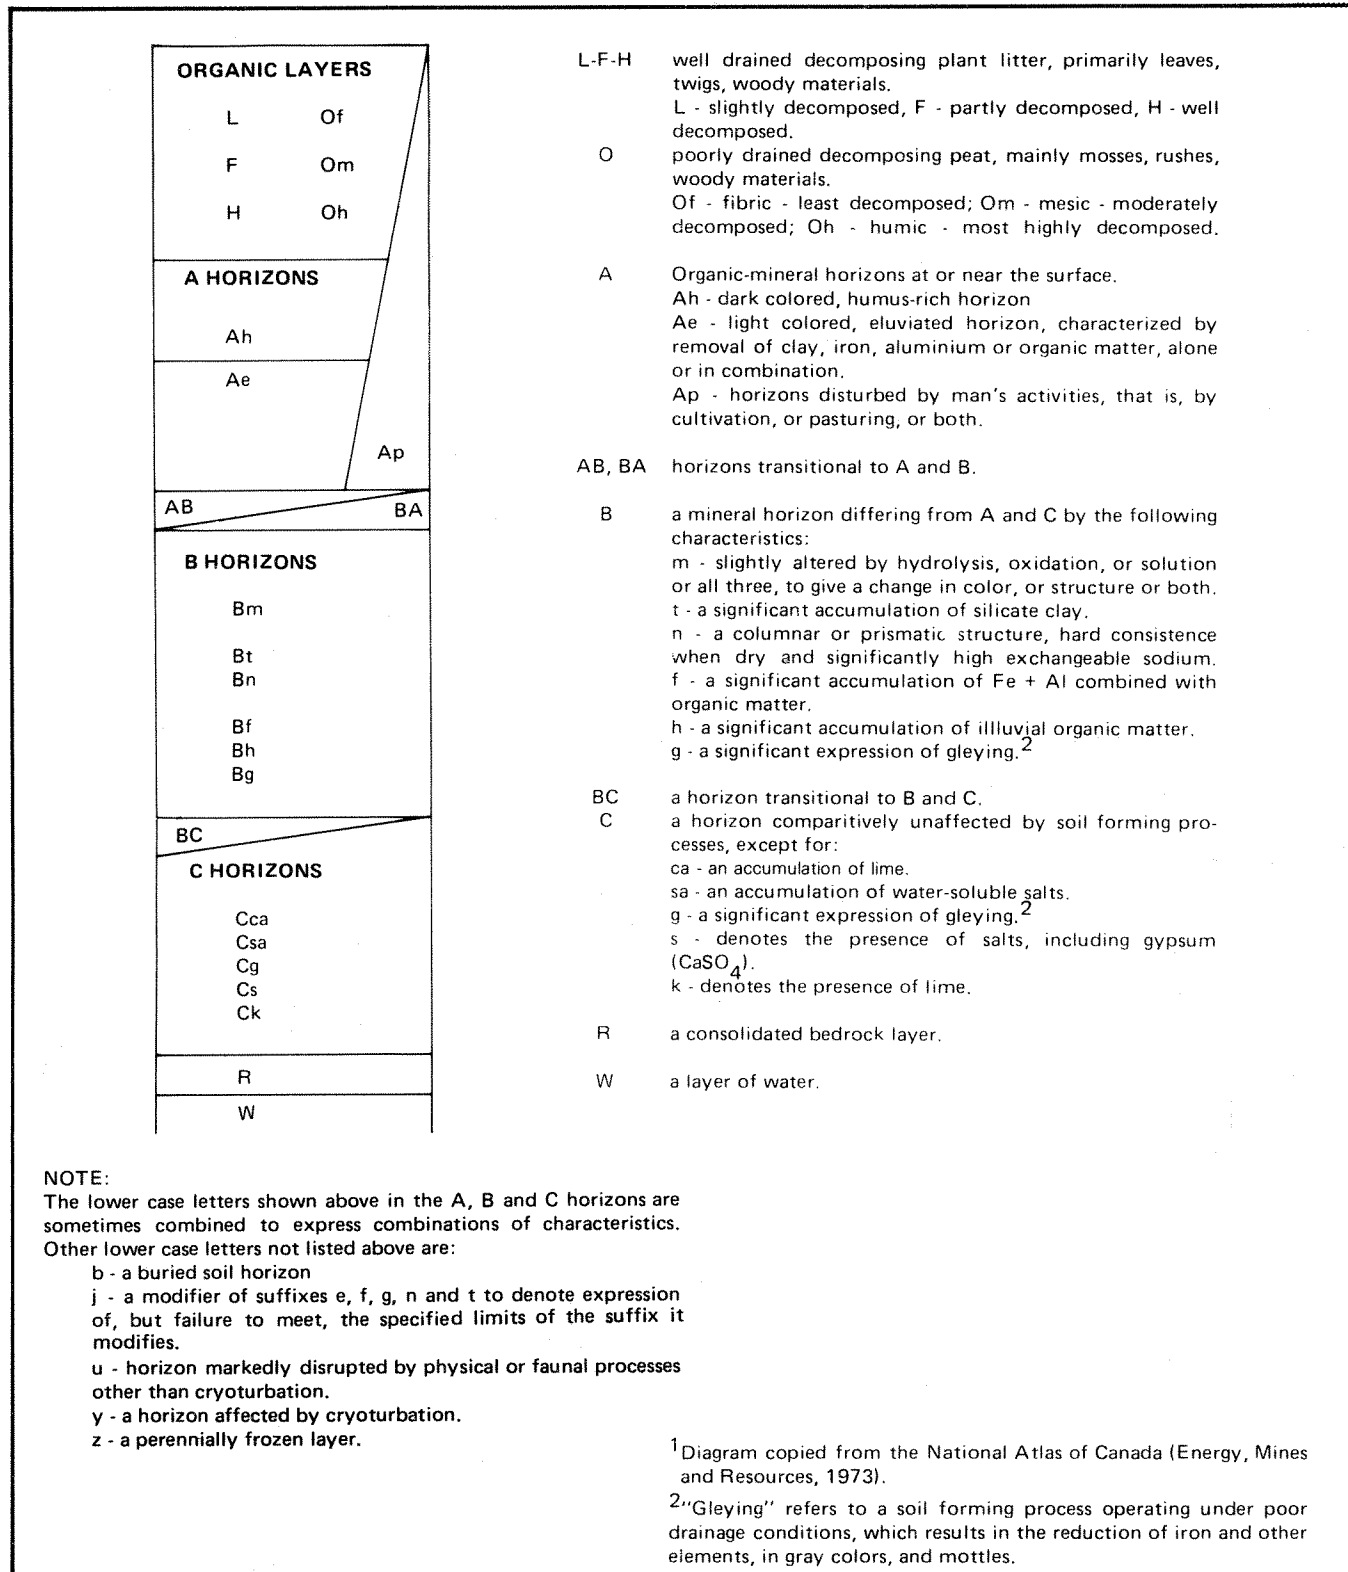 ORGANIC LAYERS
L Of
F Om
H Oh
A HORIZONS
Ah
Ae
Ap
AB BA
B HORIZONS
Bm
Bt
Bn
Bf
Bh
Bg
BC
C HORIZONS
Cca
Csa
Cg
Cs
Ck
R
W
L-F-H well drained decomposing plant litter, primarily leaves,
twigs, woody materials.
L - slightly decomposed, F - partly decomposed, H - well
decomposed.
O poorly drained decomposing peat, mainly mosses, rushes,
woody materials.
Of - fibric - least decomposed; Om - mesic - moderately
decomposed; Oh - humic - most highly decomposed.
A Organic-mineral horizons at or near the surface.
Ah - dark colored, humus-rich horizon
Ae - light colored, eluviated horizon, characterized by
removal of clay, iron, aluminium or organic matter, alone
or in combination.
Ap - horizons disturbed by man's activities, that is, by
cultivation, or pasturing, or both.
AB, BA horizons transitional to A and B.
B a mineral horizon differing from A and C by the following
characteristics:
m - slightly altered by hydrolysis, oxidation, or solution
or all three, to give a change in color, or structure or both.
t - a significant accumulation of silicate clay.
n - a columnar or prismatic structure, hard consistence
when dry and significantly high exchangeable sodium.
f - a significant accumulation of Fe + Al combined with
organic matter.
h - a significant accumulation of illluvial organic matter.
g - a significant expression of gleying.2
BC a horizon transitional to B and C.
C a horizon comparitively unaffected by soil forming pro-
cesses, except for:
ca - an accumulation of lime.
sa - an accumulation of water-soluble salts.
g - a significant expression of gleying.2
s - denotes the presence of salts, including gypsum
(CaSO4).
k - denotes the presence of lime.
R a consolidated bedrock layer.
W a layer of water.
NOTE:
The lower case letters shown above in the A, B and C horizons are
sometimes combined to express combinations of characteristics.
Other lower case letters not listed above are:
b - a buried soil horizon
j - a modifier of suffixes e, f, g, n and t to denote expression
of, but failure to meet, the specified limits of the suffix it
modifies.
u - horizon markedly disrupted by physical or faunal processes
other than cryoturbation.
y - a horizon affected by cryoturbation.
z - a perennially frozen layer.
1Diagram copied from the National Atlas of Canada (Energy, Mines
and Resources, 1973).
2"Gleying" refers to a soil forming process operating under poor
drainage conditions, which results in the reduction of iron and other
elements, in gray colors, and mottles.